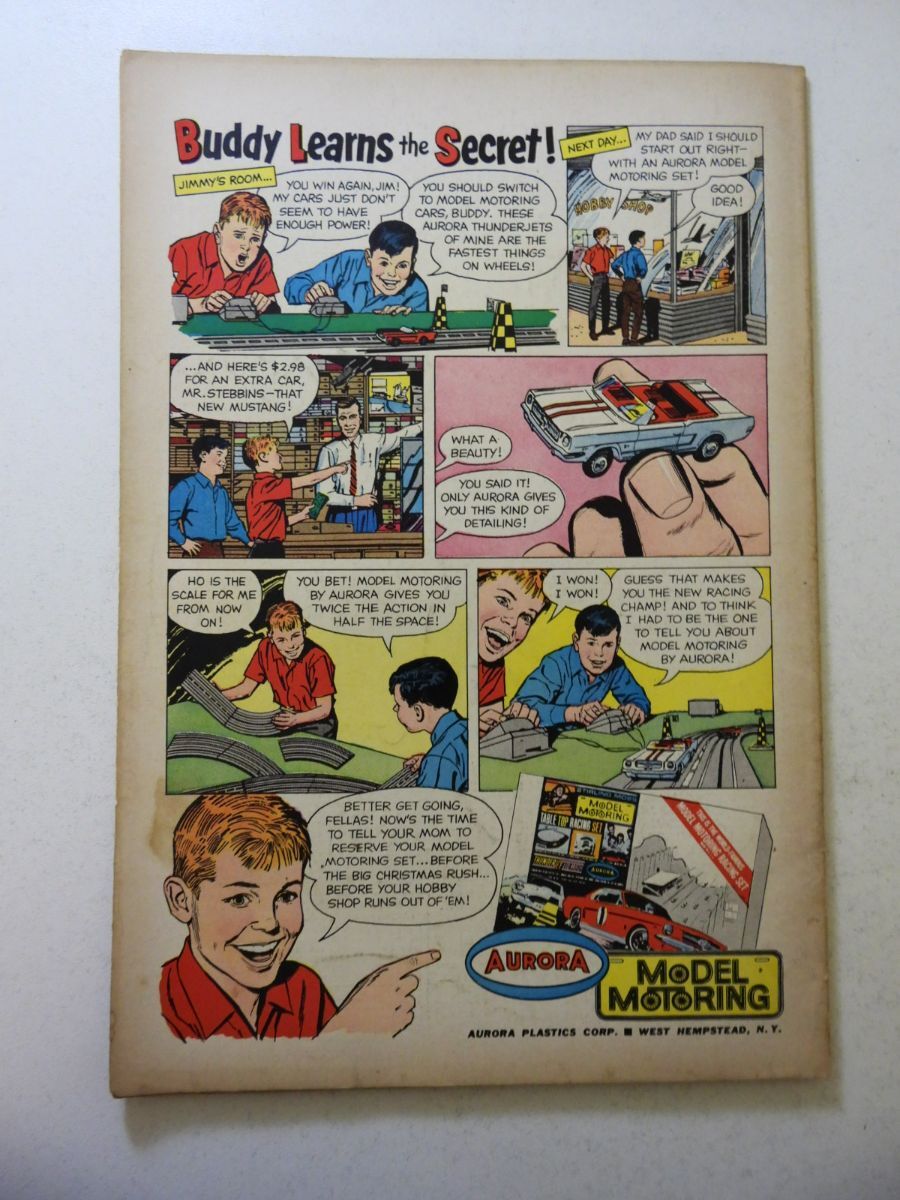 Buddy Learns the Secret!
JIMMY'S ROOM...
YOU WIN AGAIN, JIM!
MY CARS JUST DON'T
SEEM TO HAVE
ENOUGH POWER!
YOU SHOULD SWITCH
TO MODEL MOTORING
CARS, BUDDY. THESE
AURORA THUNDERJETS
OF MINE ARE THE
FASTEST THINGS
ON WHEELS!
NEXT DAY...
MY DAD SAID I SHOULD
START OUT RIGHT—
WITH AN AURORA MODEL
MOTORING SET!
GOOD
IDEA!
HOBBY SHOP
...AND HERE'S $2.98
FOR AN EXTRA CAR,
MR. STEBBINS—THAT
NEW MUSTANG!
WHAT A
BEAUTY!
YOU SAID IT!
ONLY AURORA GIVES
YOU THIS KIND OF
DETAILING!
HO IS THE
SCALE FOR ME
FROM NOW
ON!
YOU BET! MODEL MOTORING
BY AURORA GIVES YOU
TWICE THE ACTION IN
HALF THE SPACE!
I WON!
I WON!
GUESS THAT MAKES
YOU THE NEW RACING
CHAMP! AND TO THINK
I HAD TO BE THE ONE
TO TELL YOU ABOUT
MODEL MOTORING
BY AURORA!
BETTER GET GOING,
FELLAS! NOW'S THE TIME
TO TELL YOUR MOM TO
RESERVE YOUR MODEL
MOTORING SET...BEFORE
THE BIG CHRISTMAS RUSH...
BEFORE YOUR HOBBY
SHOP RUNS OUT OF 'EM!
STIRLING MOSS
MODEL
MOTORING
TABLE TOP RACING SET
AURORA
MODEL MOTORING RACING SET
AURORA
MODEL
MOTORING
AURORA PLASTICS CORP. ■ WEST HEMPSTEAD, N.Y.